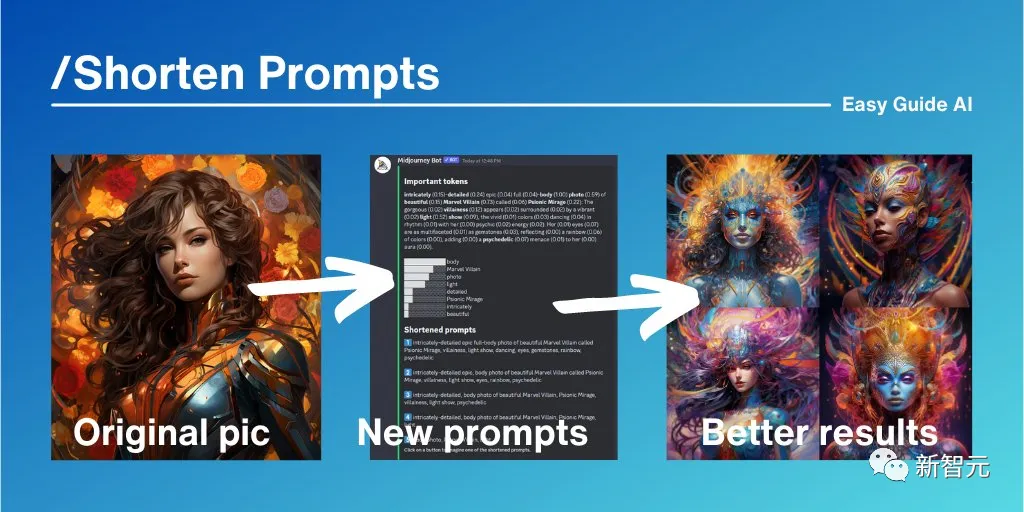 /Shorten Prompts
Easy Guide AI
Midjourney Bot ✓ BOT Today at 12:48 PM
Important tokens
intricately (0.15)-detailed (0.24) epic (0.04) full (0.04)-body (1.00) photo (0.59) of
beautiful (0.15) Marvel Villain (0.73) called (0.06) Psionic Mirage (0.22): The
gorgeous (0.02) villainess (0.12) appears (0.02) surrounded (0.02) by a vibrant
(0.02) light (0.52) show (0.09), the vivid (0.01) colors (0.03) dancing (0.04) in
rhythm (0.01) with her (0.00) psychic (0.02) energy (0.02). Her (0.01) eyes (0.07)
are as multifaceted (0.01) as gemstones (0.03), reflecting (0.00) a rainbow (0.06)
of colors (0.00), adding (0.00) a psychedelic (0.07) menace (0.01) to her (0.00)
aura (0.00).
body
Marvel Villain
photo
light
detailed
Psionic Mirage
intricately
beautiful
Shortened prompts
1 intricately-detailed epic full-body photo of beautiful Marvel Villain called
Psionic Mirage, villainess, light show, dancing, eyes, gemstones, rainbow,
psychedelic
2 intricately-detailed epic, body photo of beautiful Marvel Villain called Psionic
Mirage, villainess, light show, eyes, rainbow, psychedelic
3 intricately-detailed, body photo of beautiful Marvel Villain, Psionic Mirage,
villainess, light show, psychedelic
4 intricately-detailed, body photo of beautiful Marvel Villain, Psionic Mirage,
Click on a button to imagine one of the shortened prompts.
Original pic
New prompts
Better results
新智元